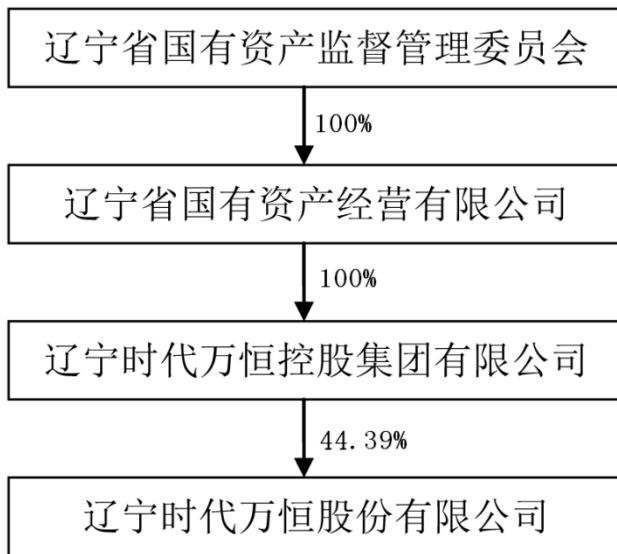 辽宁省国有资产监督管理委员会
100%
辽宁省国有资产经营有限公司
100%
辽宁时代万恒控股集团有限公司
44.39%
辽宁时代万恒股份有限公司